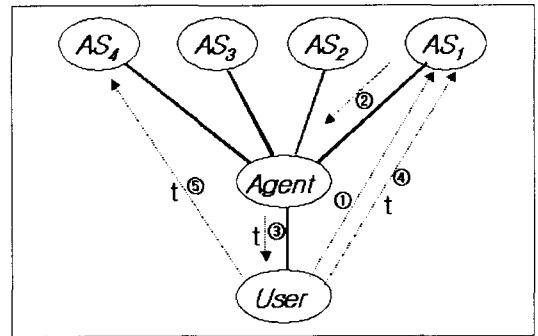 AS₄ AS₃ AS₂ AS₁
②
Agent
t ⑤ ① ④
t
t ③
User